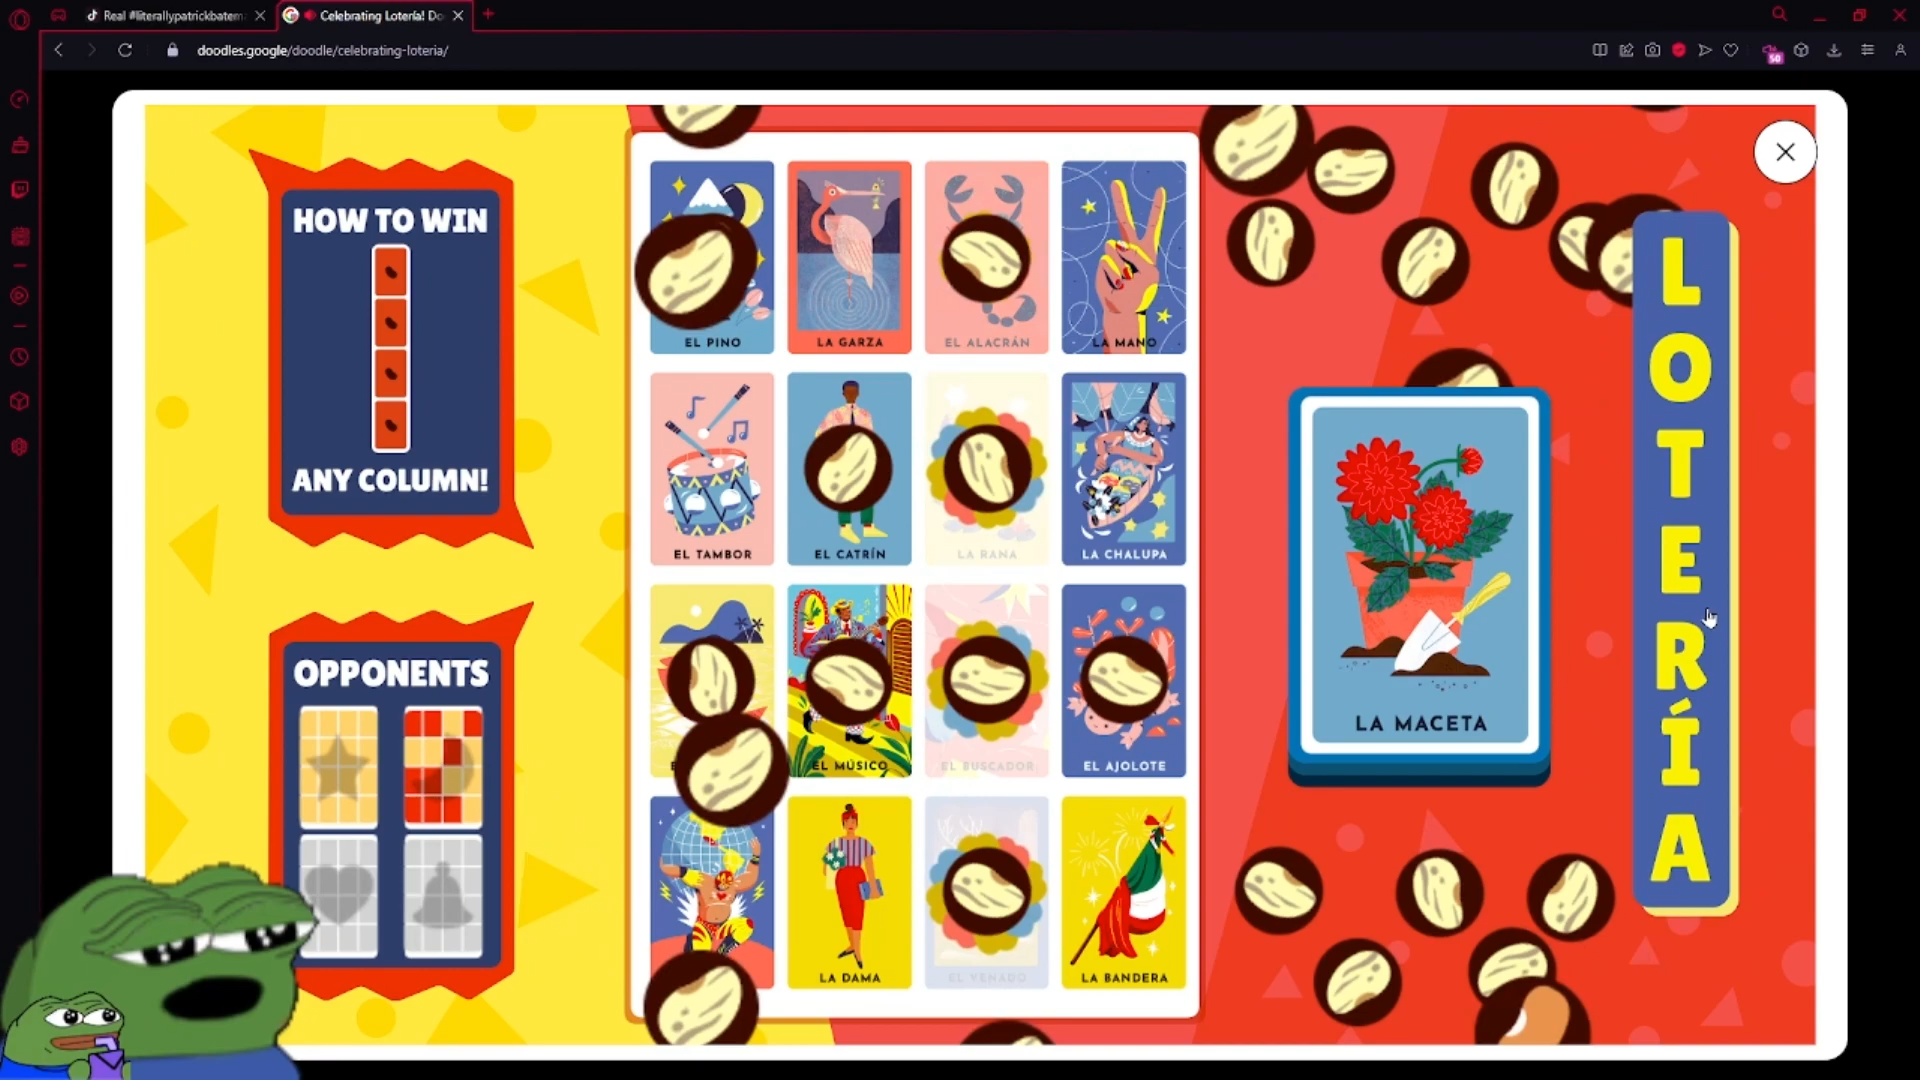 Real #literallypatrickbatem
Celebrating Lotería! Do
doodles.google/doodle/celebrating-loteria/
50
HOW TO WIN
ANY COLUMN!
OPPONENTS
EL PINO
LA GARZA
EL ALACRÁN
LA MANO
EL TAMBOR
EL CATRÍN
LA RANA
LA CHALUPA
EL MÚSICO
EL BUSCADOR
EL AJOLOTE
LA DAMA
EL VENADO
LA BANDERA
LA MACETA
LOTERÍA